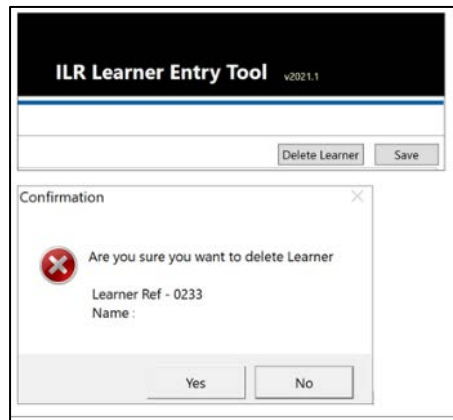 ILR Learner Entry Tool v2021.1
Delete Learner Save
Confirmation
Are you sure you want to delete Learner
Learner Ref - 0233
Name :
Yes No